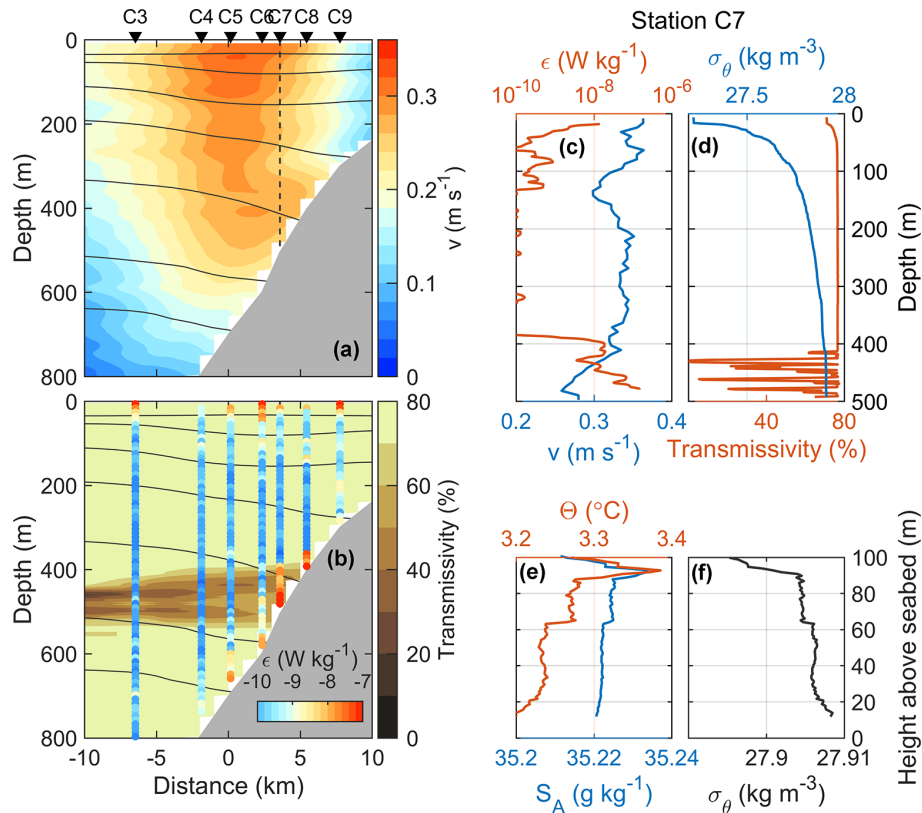 C3 C4 C5 C6 C7 C8 C9
0
200
400
600
800
Depth (m)
(a)
0.3
0.2
0.1
0
v (m s-1)
0
200
400
600
800
Depth (m)
(b)
ϵ (W kg-1)
-10 -9 -8 -7
-10 -5 0 5 10
Distance (km)
80
60
40
20
0
Transmissivity (%)
Station C7
ϵ (W kg-1)
10-10 10-8 10-6
(c)
0.2 0.3 0.4
v (m s-1)
σθ (kg m-3)
27.5 28
(d)
0
100
200
300
400
500
Depth (m)
40 80
Transmissivity (%)
Θ (°C)
3.2 3.3 3.4
(e)
35.2 35.22 35.24
SA (g kg-1)
(f)
100
80
60
40
20
0
Height above seabed (m)
27.9 27.91
σθ (kg m-3)